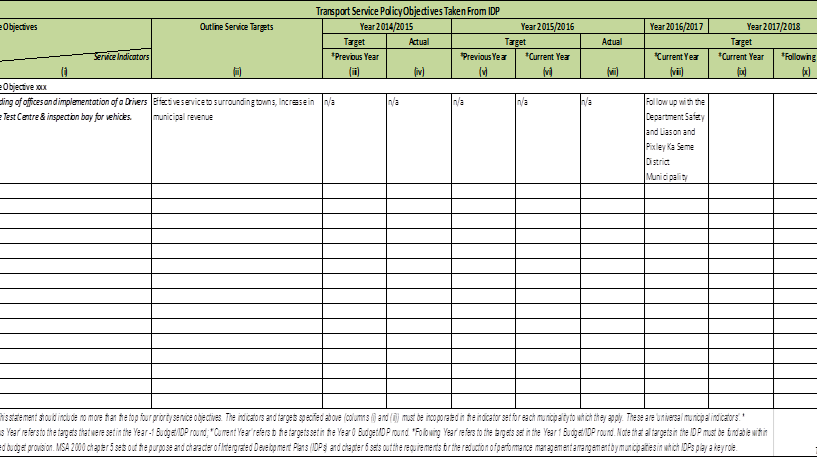 Transport Service Policy Objectives Taken From IDP
Objectives Outline Service Targets Year 2014/2015 Year 2015/2016 Year 2016/2017 Year 2017/2018
Target Actual Target Actual Target
Service Indicators *Previous Year *Previous Year *Current Year *Current Year *Current Year *Following
(i) (ii) (iii) (iv) (v) (vi) (vii) (viii) (ix) (x)
Objective xxx
of offices and implementation of a Drivers Effective service to surrounding towns, Increase in n/a n/a n/a n/a n/a Follow up with the
Test Centre & inspection bay for vehicles. municipal revenue Department Safety
and Liason and
Pixley Ka Seme
District
Municipality
statement should include no more than the top four priority service objectives. The indicators and targets specified above (columns (i) and (ii)) must be incoporated in the indicator set for each municipality to which they apply. These are 'universal municipal indicators'. *
Year' refers to the targets that were set in the Year -1 Budget/IDP round; *'Current Year' refers to the targets set in the Year 0 Budget/IDP round. *'Following Year' refers to the targets set in the Year 1 Budget/IDP round. Note that all targets in the IDP must be fundable within
budget provision. MSA 2000 chapter 5 sets out the purpose and character of Intergrated Development Plans (IDPs) and chapter 6 sets out the requirements for the reduction of performance management arrangement by municipalities in which IDPs play a key role.